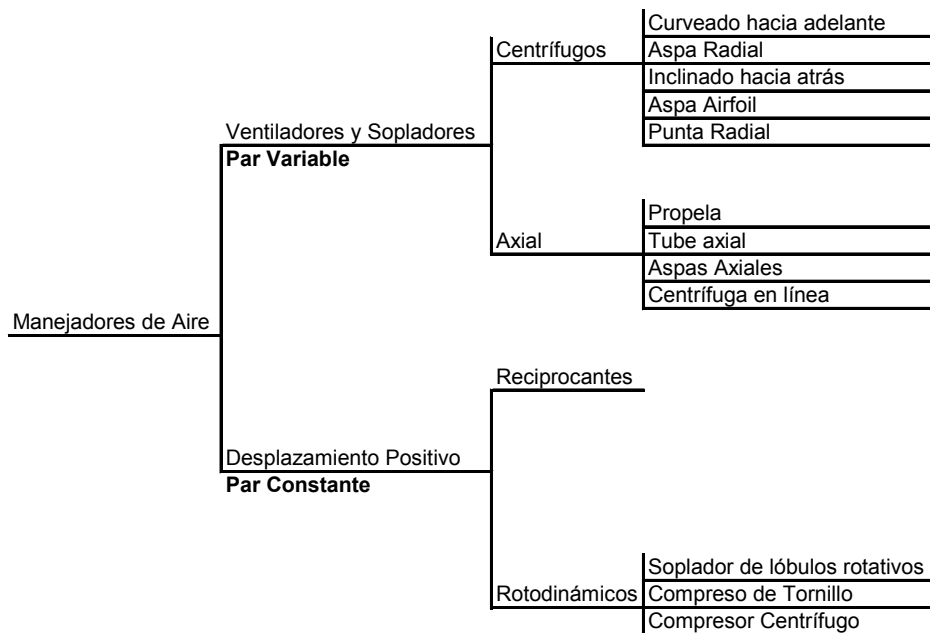 Curveado hacia adelante
Centrífugos
Aspa Radial
Inclinado hacia atrás
Aspa Airfoil
Ventiladores y Sopladores
Punta Radial
Par Variable
Propela
Axial
Tube axial
Aspas Axiales
Centrífuga en línea
Manejadores de Aire
Reciprocantes
Desplazamiento Positivo
Par Constante
Soplador de lóbulos rotativos
Rotodinámicos
Compreso de Tornillo
Compresor Centrífugo